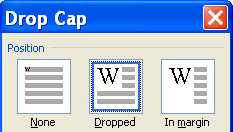 Drop Cap
Position
W W W
None Dropped In margin